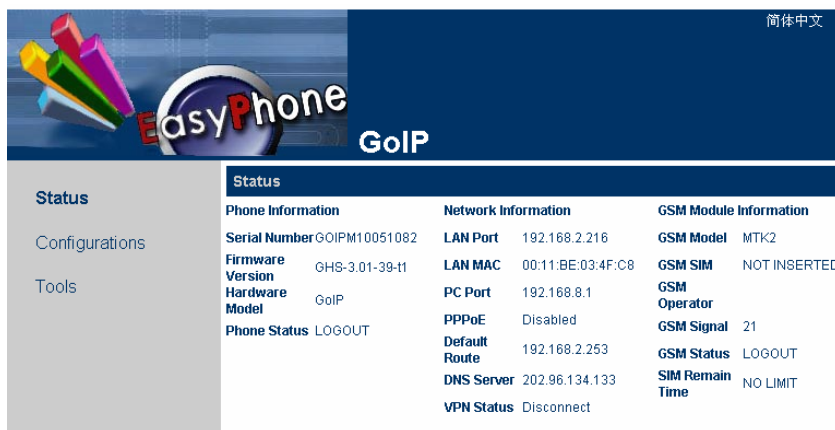 简体中文
EasyPhone
GoIP
Status
Configurations
Tools
Status
Phone Information
Serial Number GOIPM10051082
Firmware
Version GHS-3.01-39-t1
Hardware
Model GoIP
Phone Status LOGOUT
Network Information
LAN Port 192.168.2.216
LAN MAC 00:11:BE:03:4F:C8
PC Port 192.168.8.1
PPPoE Disabled
Default
Route 192.168.2.253
DNS Server 202.96.134.133
VPN Status Disconnect
GSM Module Information
GSM Model MTK2
GSM SIM NOT INSERTED
GSM
Operator
GSM Signal 21
GSM Status LOGOUT
SIM Remain
Time NO LIMIT